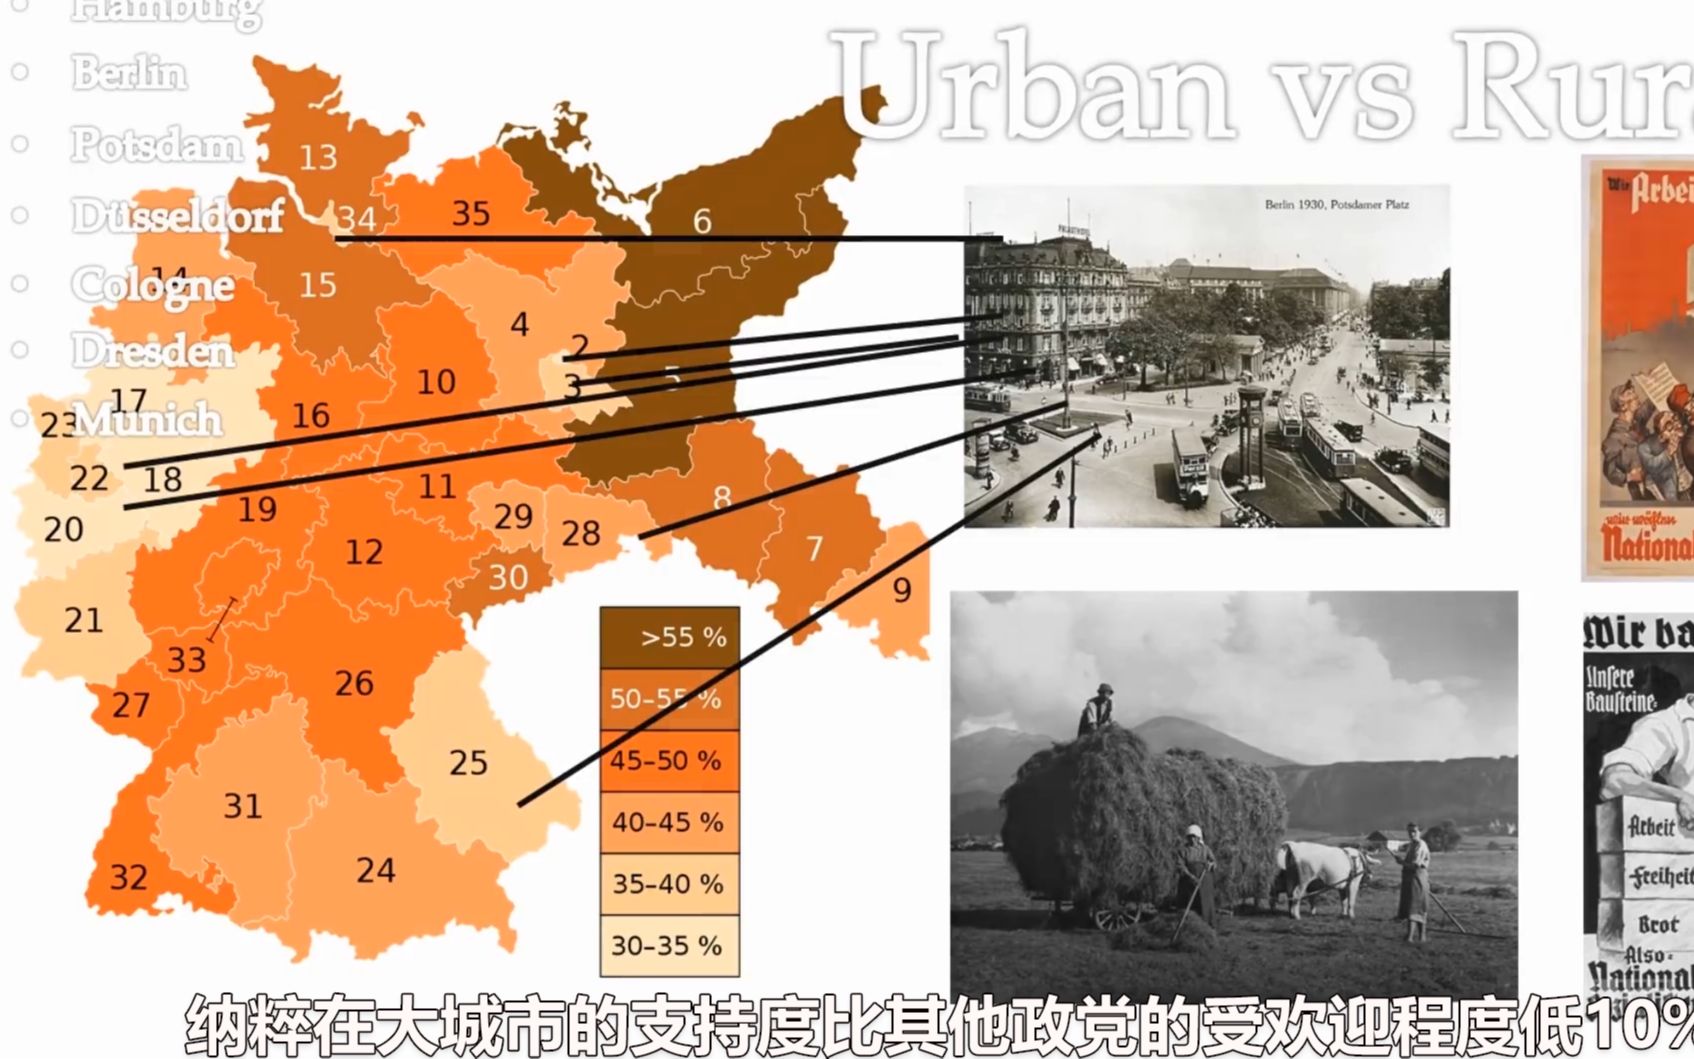 Hamburg
Berlin
Potsdam
Düsseldorf
Cologne
Dresden
Munich
Urban vs Rur
13
34
35
6
14
15
4
2
3
5
10
17
16
23
22
18
20
19
11
29
28
8
7
9
12
30
21
33
27
26
25
31
32
24
>55 %
50–55 %
45–50 %
40–45 %
35–40 %
30–35 %
Berlin 1930, Potsdamer Platz
Wir Arbei
National
Wir ba
Unsere
Bausteine:
Arbeit
Freiheit
Brot
Also:
National
纳粹在大城市的支持度比其他政党的受欢迎程度低10%